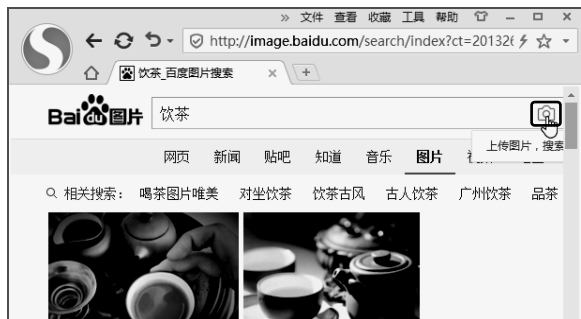 » 文件 查看 收藏 工具 帮助
http://image.baidu.com/search/index?ct=201326
饮茶_百度图片搜索
Bai 图片 饮茶
上传图片，搜索
网页 新闻 贴吧 知道 音乐 图片
相关搜索： 喝茶图片唯美 对坐饮茶 饮茶古风 古人饮茶 广州饮茶 品茶